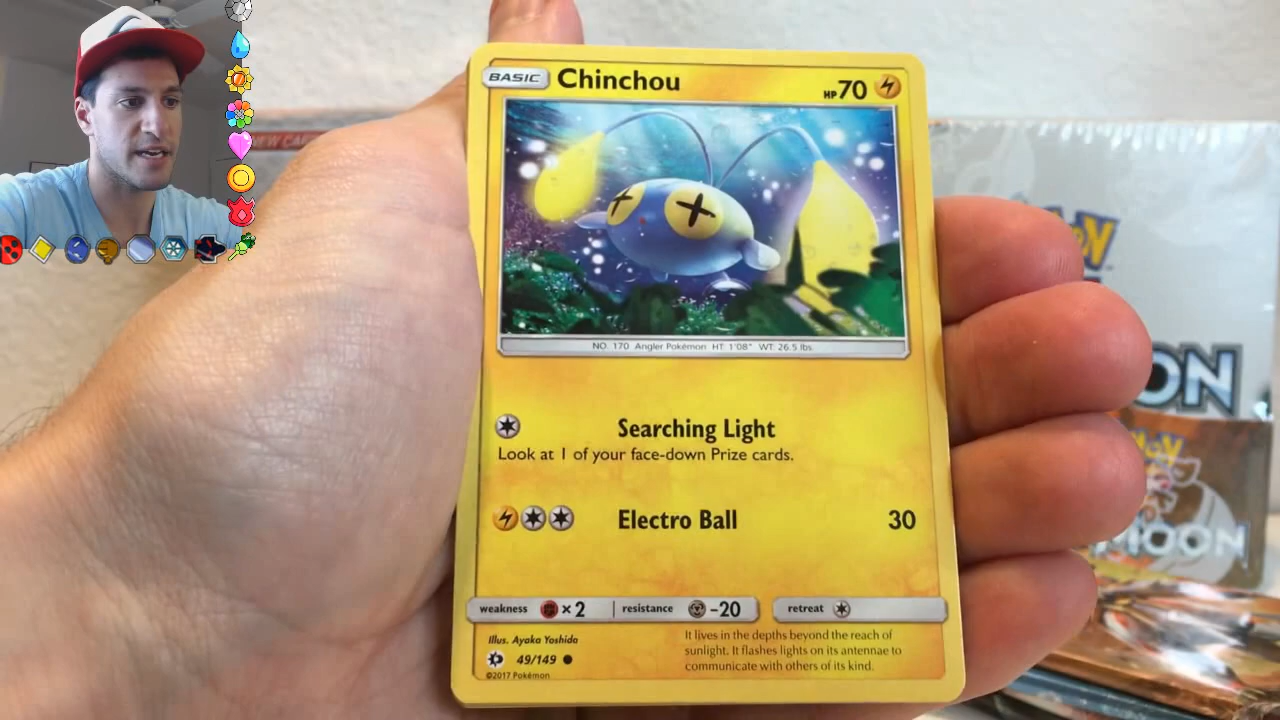 BASIC Chinchou HP 70
NO. 170 Angler Pokémon HT: 1'08" WT: 26.5 lbs.
Searching Light
Look at 1 of your face-down Prize cards.
Electro Ball 30
weakness ×2 resistance -20 retreat
Illus. Ayaka Yoshida
49/149
©2017 Pokémon
It lives in the depths beyond the reach of
sunlight. It flashes lights on its antennae to
communicate with others of its kind.
MOON